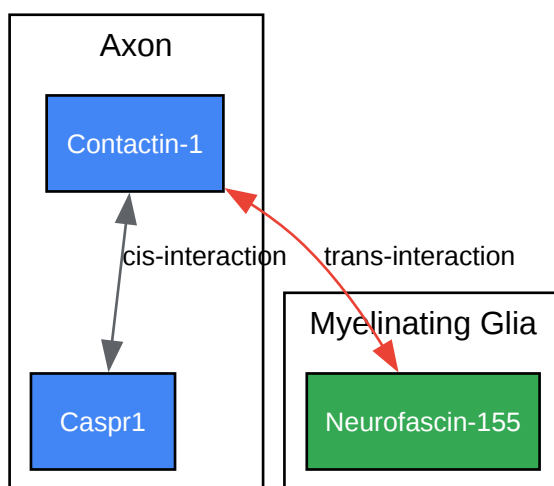 Axon
Contactin-1
cis-interaction
trans-interaction
Myelinating Glia
Caspr1
Neurofascin-155